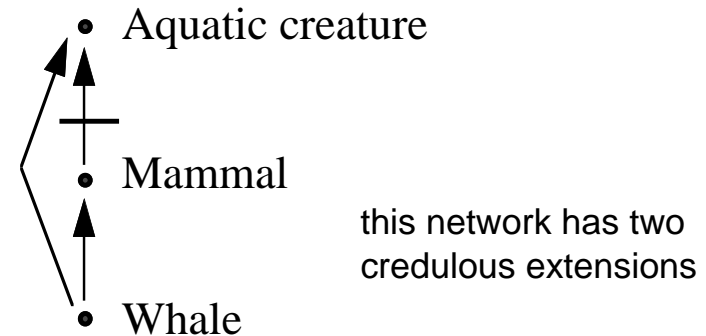 Aquatic creature
Mammal
this network has two
credulous extensions
Whale